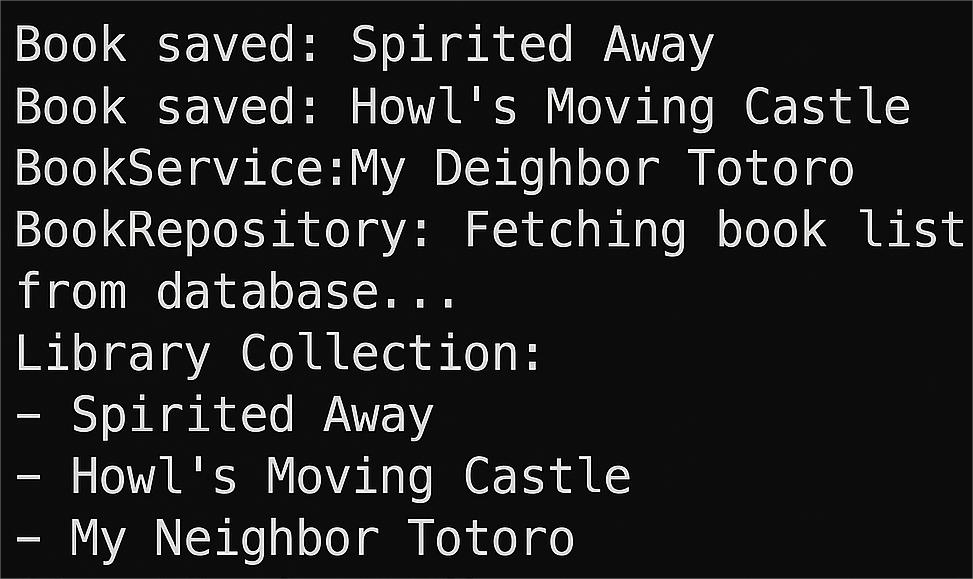 Book saved: Spirited Away
Book saved: Howl's Moving Castle
BookService:My Deighbor Totoro
BookRepository: Fetching book list
from database...
Library Collection:
- Spirited Away
- Howl's Moving Castle
- My Neighbor Totoro